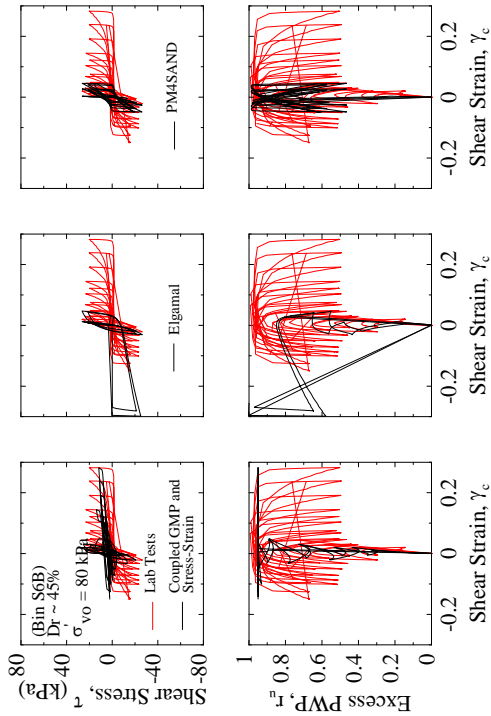 (Bin S6B)
Dr ~ 45%
σ'vo = 80 kPa
Lab Tests
Coupled GMP and
Stress-Strain
Eigamal
PM4SAND
Shear Stress, τ
(kPa)
80
40
0
-40
-80
Excess PWP, ru
1
0.8
0.6
0.4
0.2
0
-0.2
0
0.2
-0.2
0
0.2
-0.2
0
0.2
Shear Strain, γc
Shear Strain, γc
Shear Strain, γc